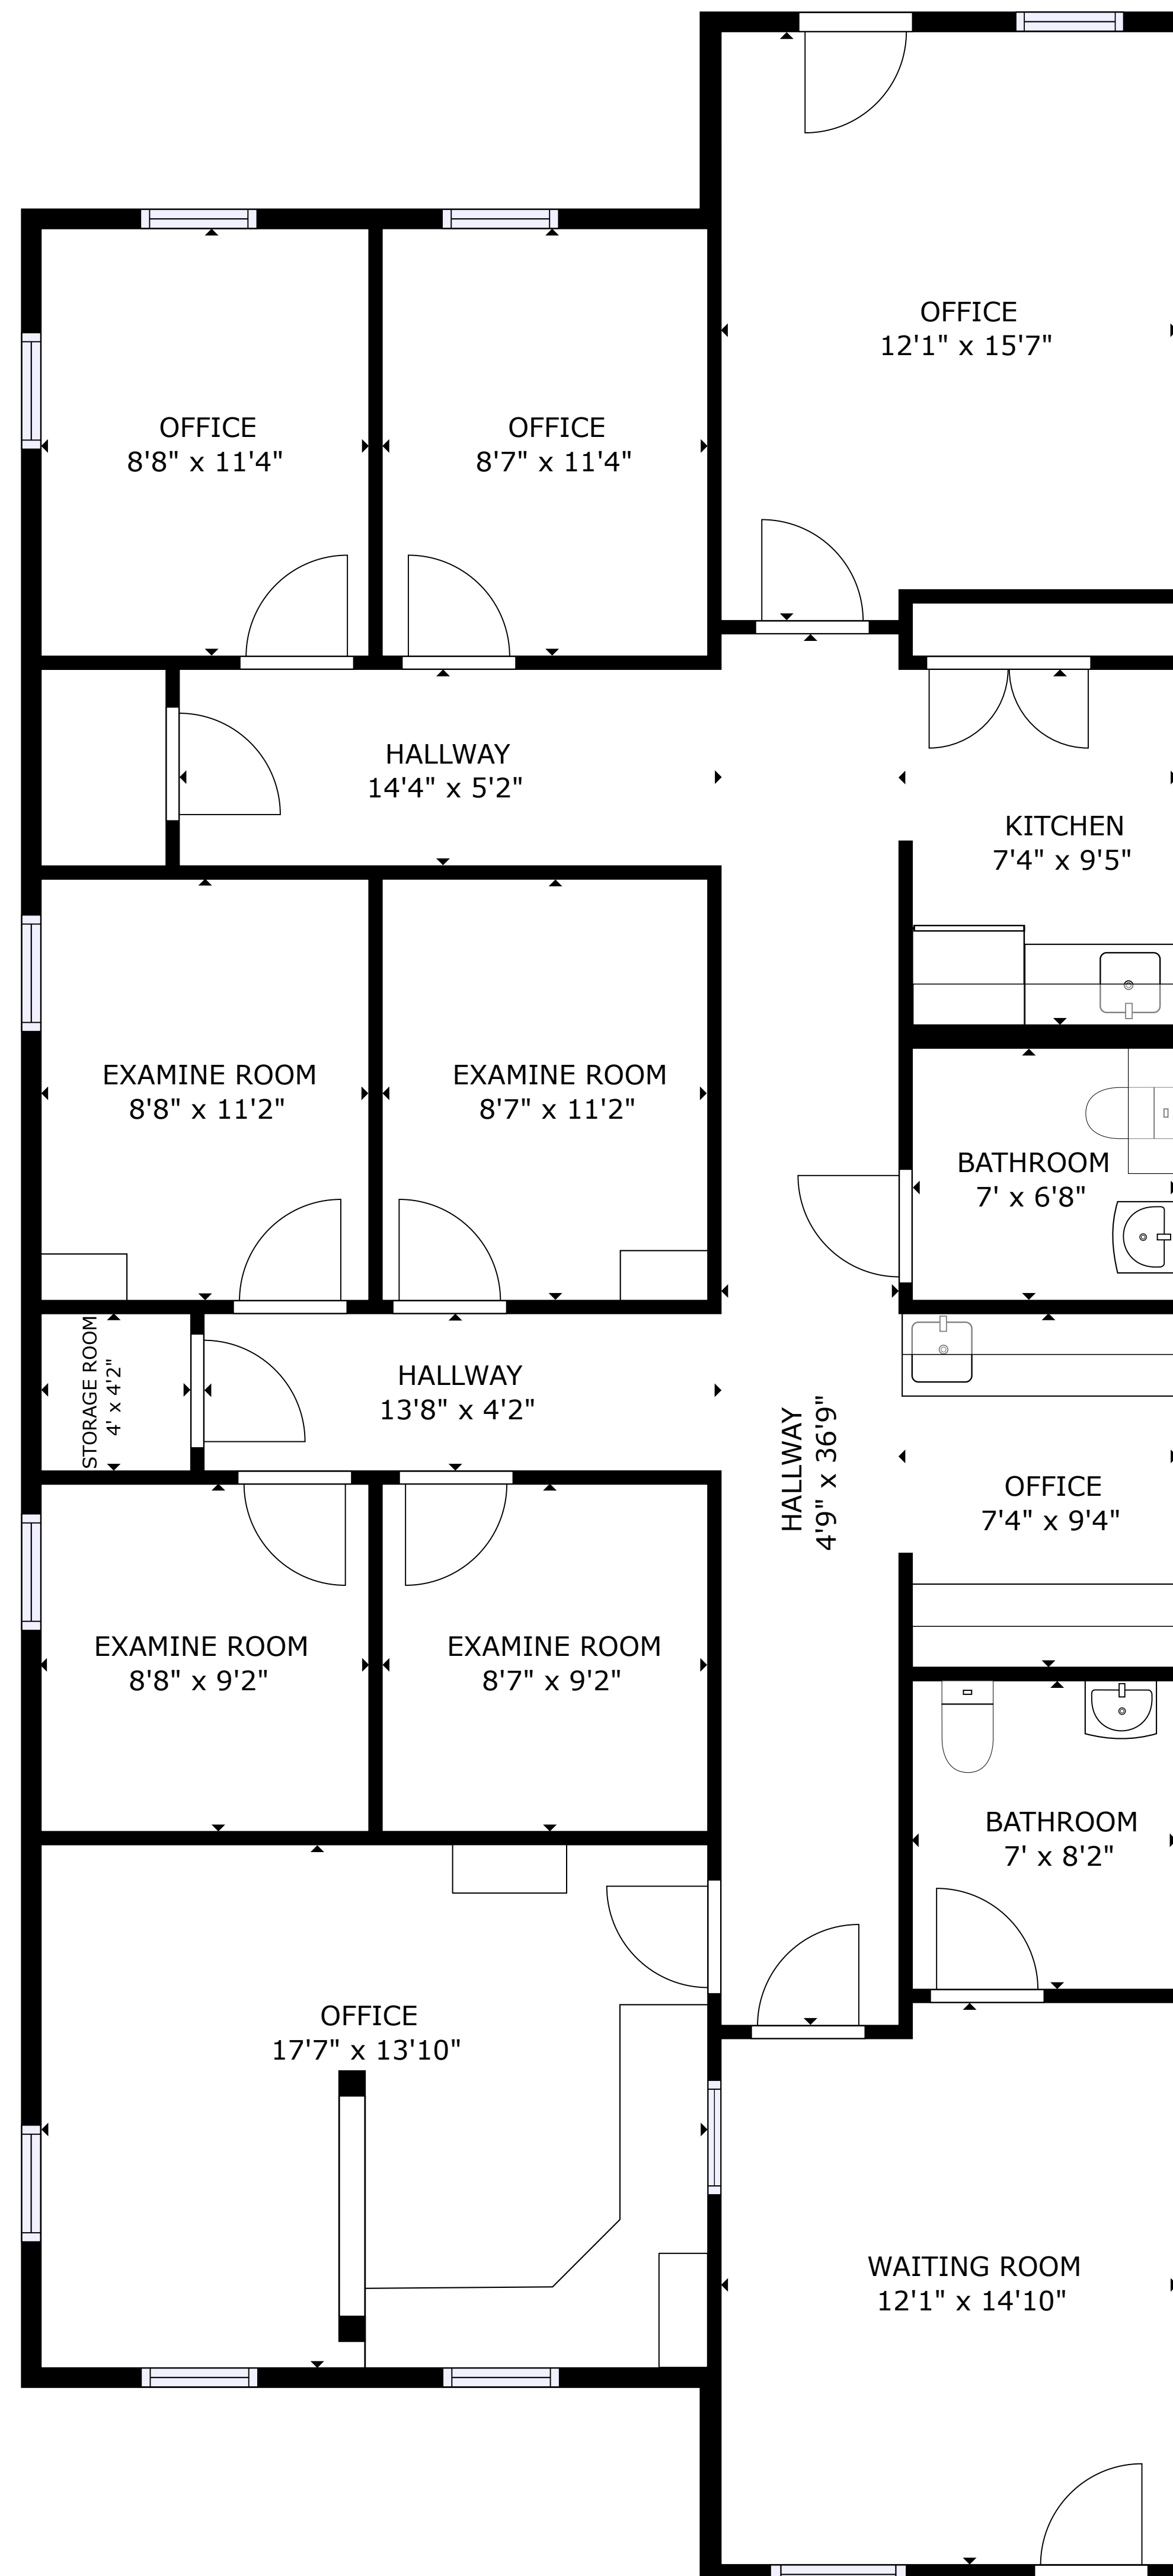 OFFICE
12'1" x 15'7"
OFFICE
8'8" x 11'4"
OFFICE
8'7" x 11'4"
HALLWAY
14'4" x 5'2"
KITCHEN
7'4" x 9'5"
EXAMINE ROOM
8'8" x 11'2"
EXAMINE ROOM
8'7" x 11'2"
BATHROOM
7' x 6'8"
STORAGE ROOM
4' x 4'2"
HALLWAY
13'8" x 4'2"
HALLWAY
4'9" x 36'9"
OFFICE
7'4" x 9'4"
EXAMINE ROOM
8'8" x 9'2"
EXAMINE ROOM
8'7" x 9'2"
BATHROOM
7' x 8'2"
OFFICE
17'7" x 13'10"
WAITING ROOM
12'1" x 14'10"